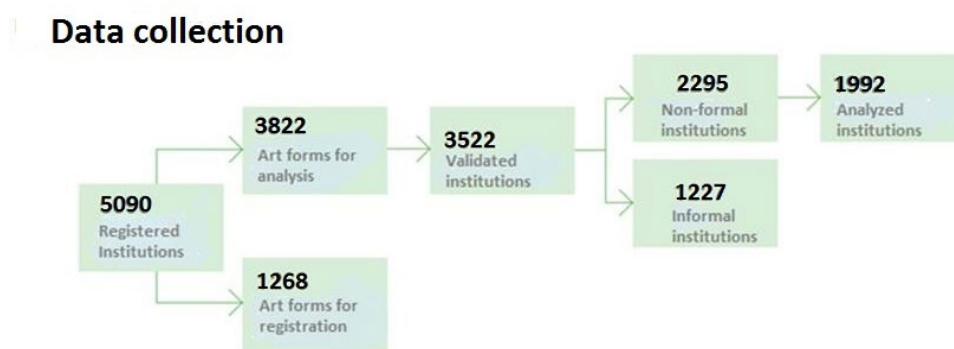 Data collection
5090
Registered
Institutions
3822
Art forms for
analysis
1268
Art forms for
registration
3522
Validated
institutions
2295
Non-formal
institutions
1227
Informal
institutions
1992
Analyzed
institutions